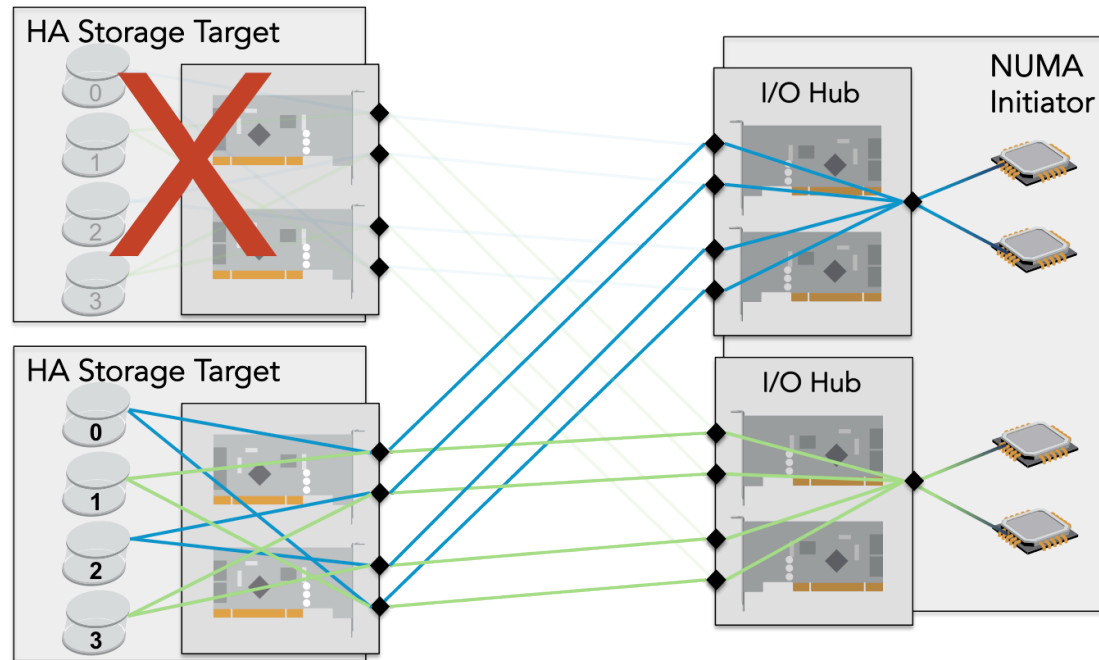 HA Storage Target
0
1
2
3
HA Storage Target
0
1
2
3
I/O Hub
I/O Hub
NUMA
Initiator